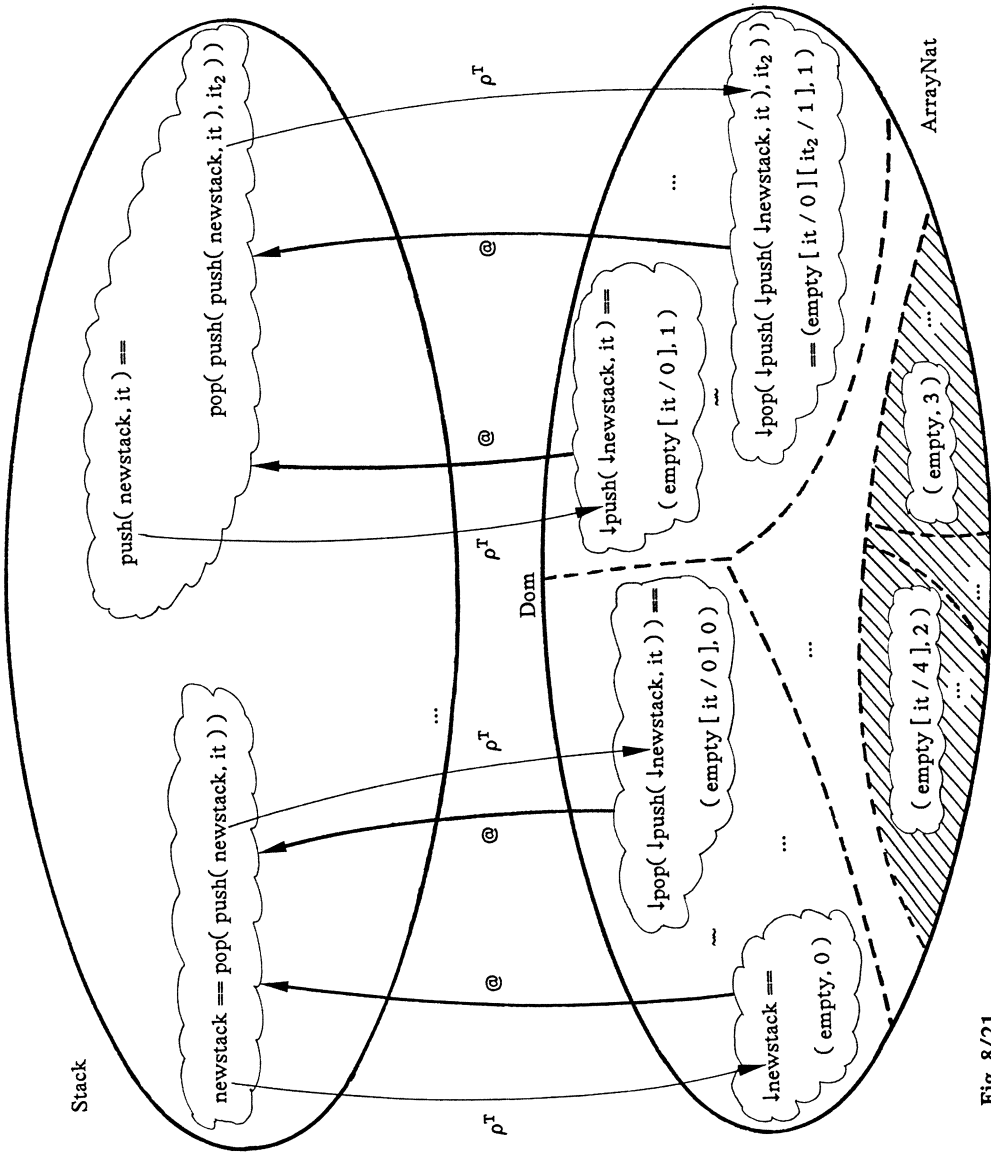 Stack
newstack == pop( push( newstack, it ))
push( newstack, it ) ==
pop( push( push( newstack, it ), it₂ ))
...
ρᵀ
@
@
ρᵀ
ρᵀ
@
@
ρᵀ
Dom
↓newstack ==
( empty, 0 )
~
↓pop( ↓push( ↓newstack, it )) ==
( empty [ it / 0 ], 0 )
...
↓push( ↓newstack, it ) ==
( empty [ it / 0 ], 1 )
~
↓pop( ↓push( ↓push( ↓newstack, it ), it₂ ))
== (empty [ it / 0 ] [ it₂ / 1 ], 1 )
...
...
( empty [ it / 4 ], 2 )
...
( empty, 3 )
...
...
ArrayNat
Fig. 8/21